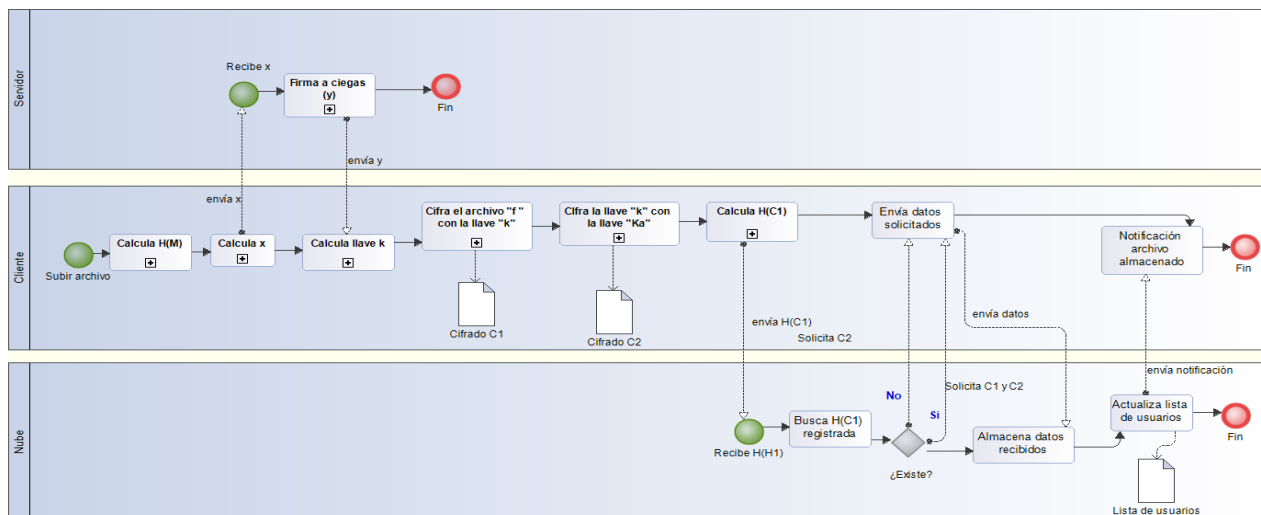 Servidor
Recibe x
Firma a ciegas
(y)
Fin
envía y
envía x
Cliente
Subir archivo
Calcula H(M)
Calcula x
Calcula llave k
Cifra el archivo "f "
con la llave "k"
Cifrado C1
CIfra la llave "k" con
la llave "Ka"
Cifrado C2
Calcula H(C1)
Envía datos
solicitados
Notificación
archivo
almacenado
Fin
envía H(C1)
Solicita C2
envía datos
Nube
Recibe H(H1)
Busca H(C1)
registrada
No
Si
Solicita C1 y C2
¿Existe?
Almacena datos
recibidos
envía notificación
Actualiza lista
de usuarios
Fin
Lista de usuarios